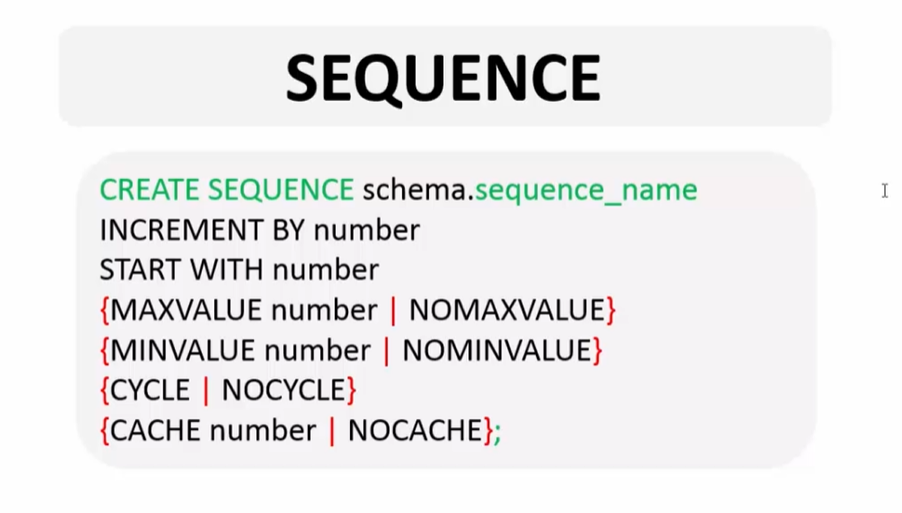 SEQUENCE
CREATE SEQUENCE schema.sequence_name
INCREMENT BY number
START WITH number
{MAXVALUE number | NOMAXVALUE}
{MINVALUE number | NOMINVALUE}
{CYCLE | NOCYCLE}
{CACHE number | NOCACHE};